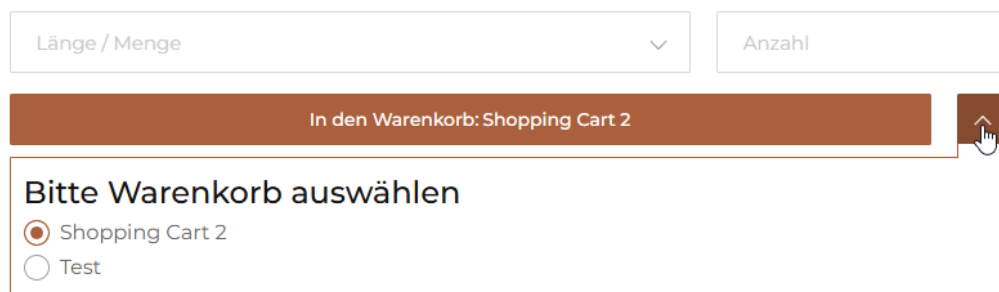 Länge / Menge
Anzahl
In den Warenkorb: Shopping Cart 2
Bitte Warenkorb auswählen
Shopping Cart 2
Test